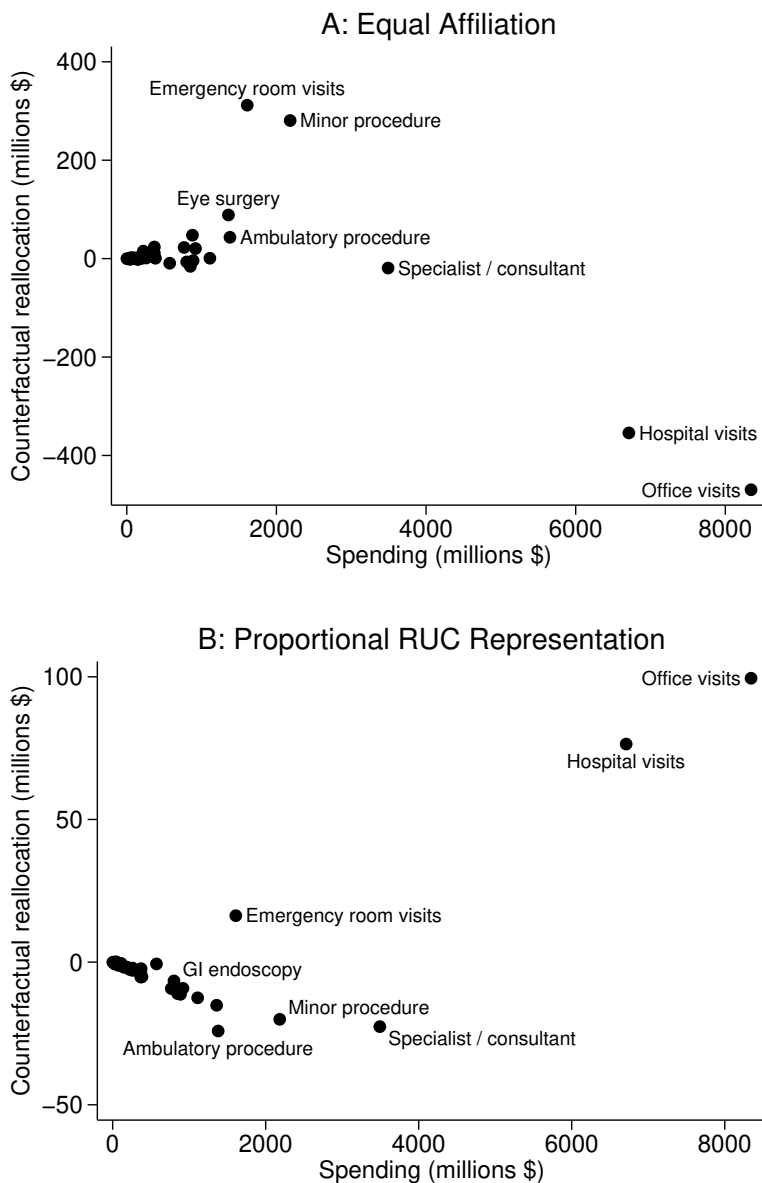 A: Equal Affiliation
Counterfactual reallocation (millions $)
400
200
0
−200
−400
Emergency room visits
Minor procedure
Eye surgery
Ambulatory procedure
Specialist / consultant
Hospital visits
Office visits
0 2000 4000 6000 8000
Spending (millions $)
B: Proportional RUC Representation
Counterfactual reallocation (millions $)
100
50
0
−50
Office visits
Hospital visits
Emergency room visits
GI endoscopy
Minor procedure
Specialist / consultant
Ambulatory procedure
0 2000 4000 6000 8000
Spending (millions $)